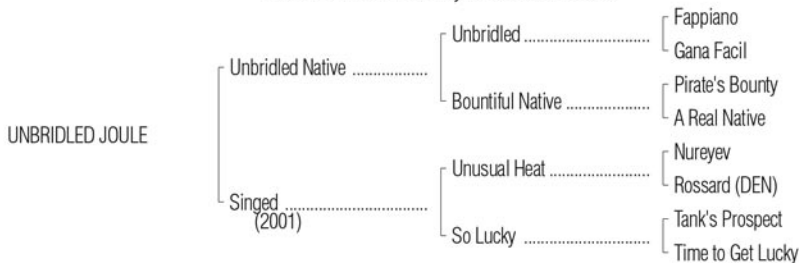 Fappiano
Unbridled ....................
Gana Facil
Unbridled Native ................
Pirate's Bounty
Bountiful Native ................
A Real Native
UNBRIDLED JOULE
Nureyev
Unusual Heat ....................
Rossard (DEN)
Singed ..............................
(2001)
Tank's Prospect
So Lucky ..........................
Time to Get Lucky